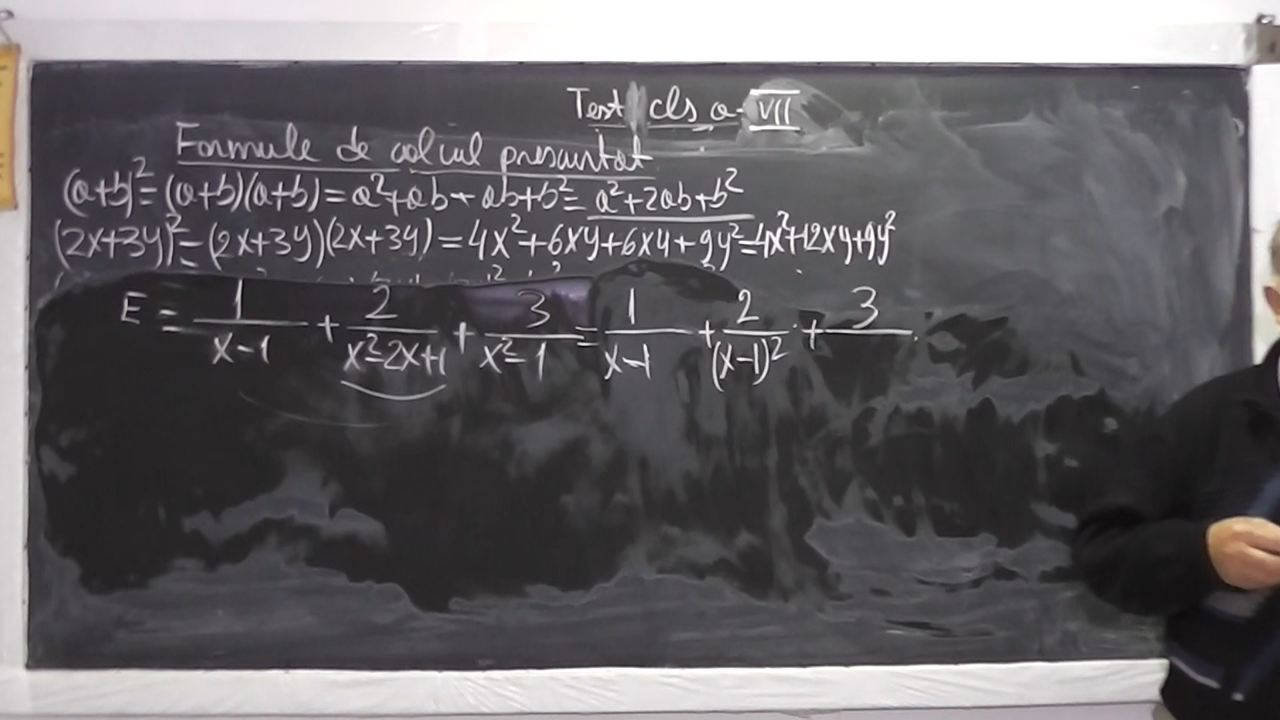 Test cls a-VII
Formule de calcul prescurtat
(a+b)²=(a+b)(a+b)=a²+ab+ab+b²=a²+2ab+b²
(2x+3y)²=(2x+3y)(2x+3y)=4x²+6xy+6xy+9y²=4x²+12xy+9y²
E = 1/(x-1) + 2/(x²-2x+1) + 3/(x²-1) = 1/(x-1) + 2/(x-1)² + 3/